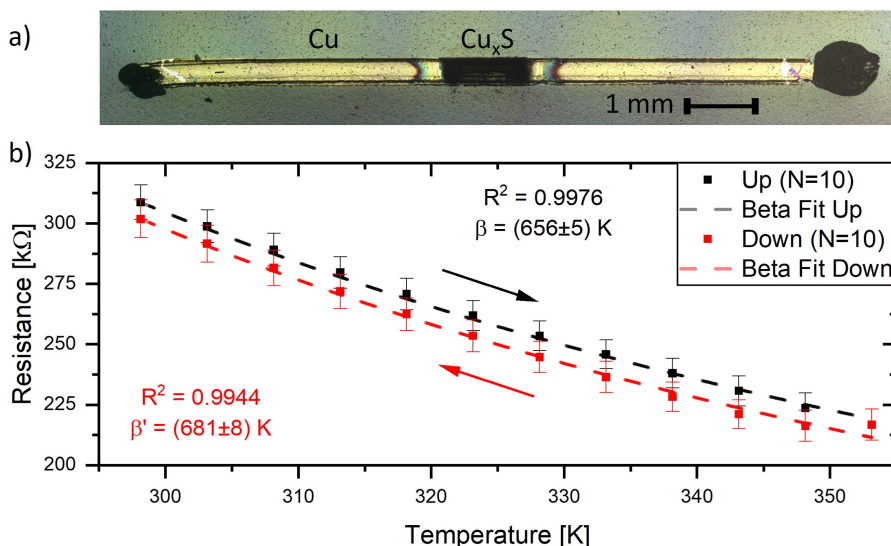 a)
Cu
CuₓS
1 mm
b)
325
300
275
250
225
200
Resistance [kΩ]
R² = 0.9976
β = (656±5) K
Up (N=10)
Beta Fit Up
Down (N=10)
Beta Fit Down
R² = 0.9944
β' = (681±8) K
300
310
320
330
340
350
Temperature [K]